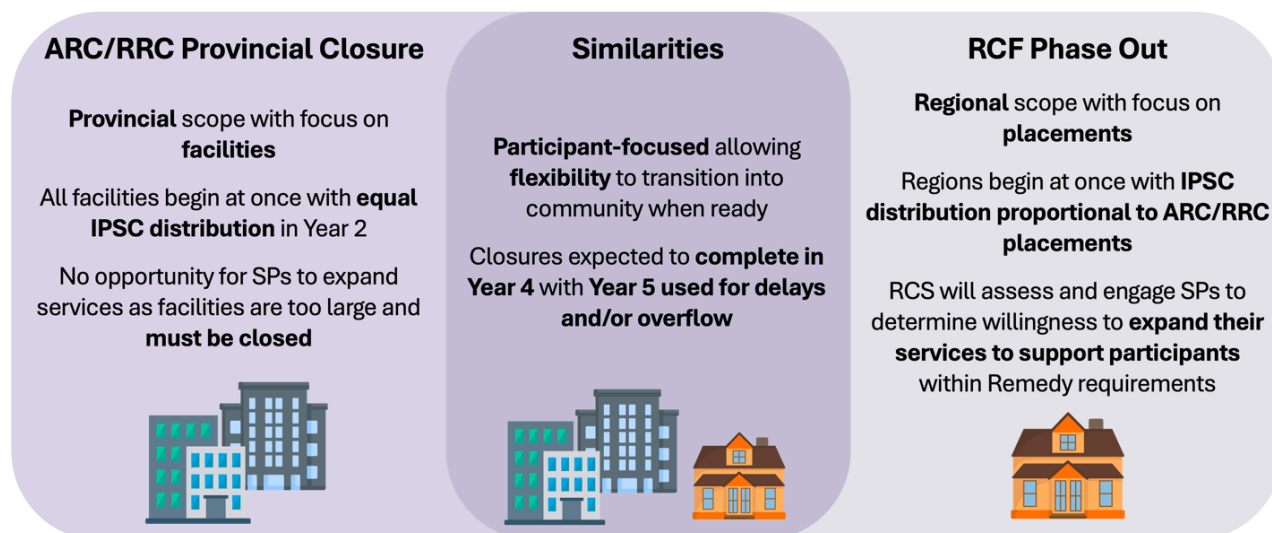 ARC/RRC Provincial Closure
Provincial scope with focus on
facilities
All facilities begin at once with equal
IPSC distribution in Year 2
No opportunity for SPs to expand
services as facilities are too large and
must be closed
Similarities
Participant-focused allowing
flexibility to transition into
community when ready
Closures expected to complete in
Year 4 with Year 5 used for delays
and/or overflow
RCF Phase Out
Regional scope with focus on
placements
Regions begin at once with IPSC
distribution proportional to ARC/RRC
placements
RCS will assess and engage SPs to
determine willingness to expand their
services to support participants
within Remedy requirements